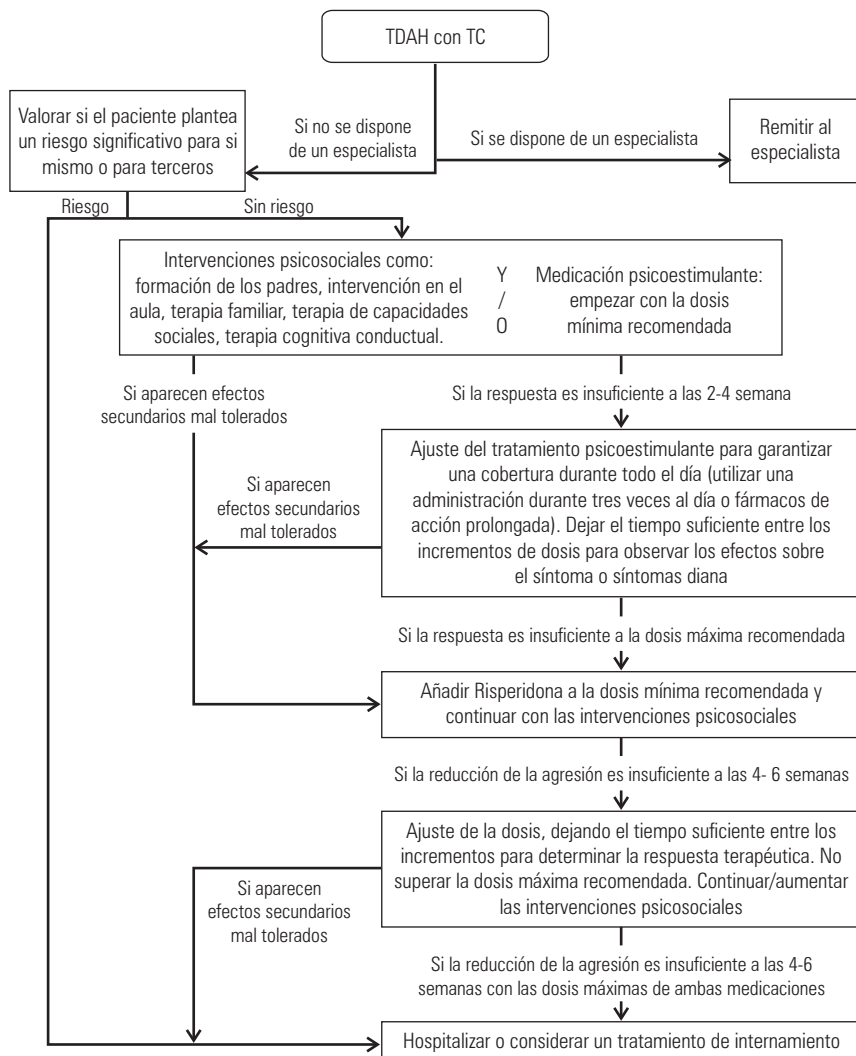 TDAH con TC
Valorar si el paciente plantea
un riesgo significativo para si
mismo o para terceros
Si no se dispone
de un especialista
Si se dispone de un especialista
Remitir al
especialista
Riesgo
Sin riesgo
Intervenciones psicosociales como:
formación de los padres, intervención en el
aula, terapia familiar, terapia de capacidades
sociales, terapia cognitiva conductual.
Y
/
O
Medicación psicoestimulante:
empezar con la dosis
mínima recomendada
Si aparecen efectos
secundarios mal tolerados
Si la respuesta es insuficiente a las 2-4 semana
Ajuste del tratamiento psicoestimulante para garantizar
una cobertura durante todo el día (utilizar una
administración durante tres veces al día o fármacos de
acción prolongada). Dejar el tiempo suficiente entre los
incrementos de dosis para observar los efectos sobre
el síntoma o síntomas diana
Si aparecen
efectos secundarios
mal tolerados
Si la respuesta es insuficiente a la dosis máxima recomendada
Añadir Risperidona a la dosis mínima recomendada y
continuar con las intervenciones psicosociales
Si la reducción de la agresión es insuficiente a las 4- 6 semanas
Ajuste de la dosis, dejando el tiempo suficiente entre los
incrementos para determinar la respuesta terapéutica. No
superar la dosis máxima recomendada. Continuar/aumentar
las intervenciones psicosociales
Si aparecen
efectos secundarios
mal tolerados
Si la reducción de la agresión es insuficiente a las 4-6
semanas con las dosis máximas de ambas medicaciones
Hospitalizar o considerar un tratamiento de internamiento